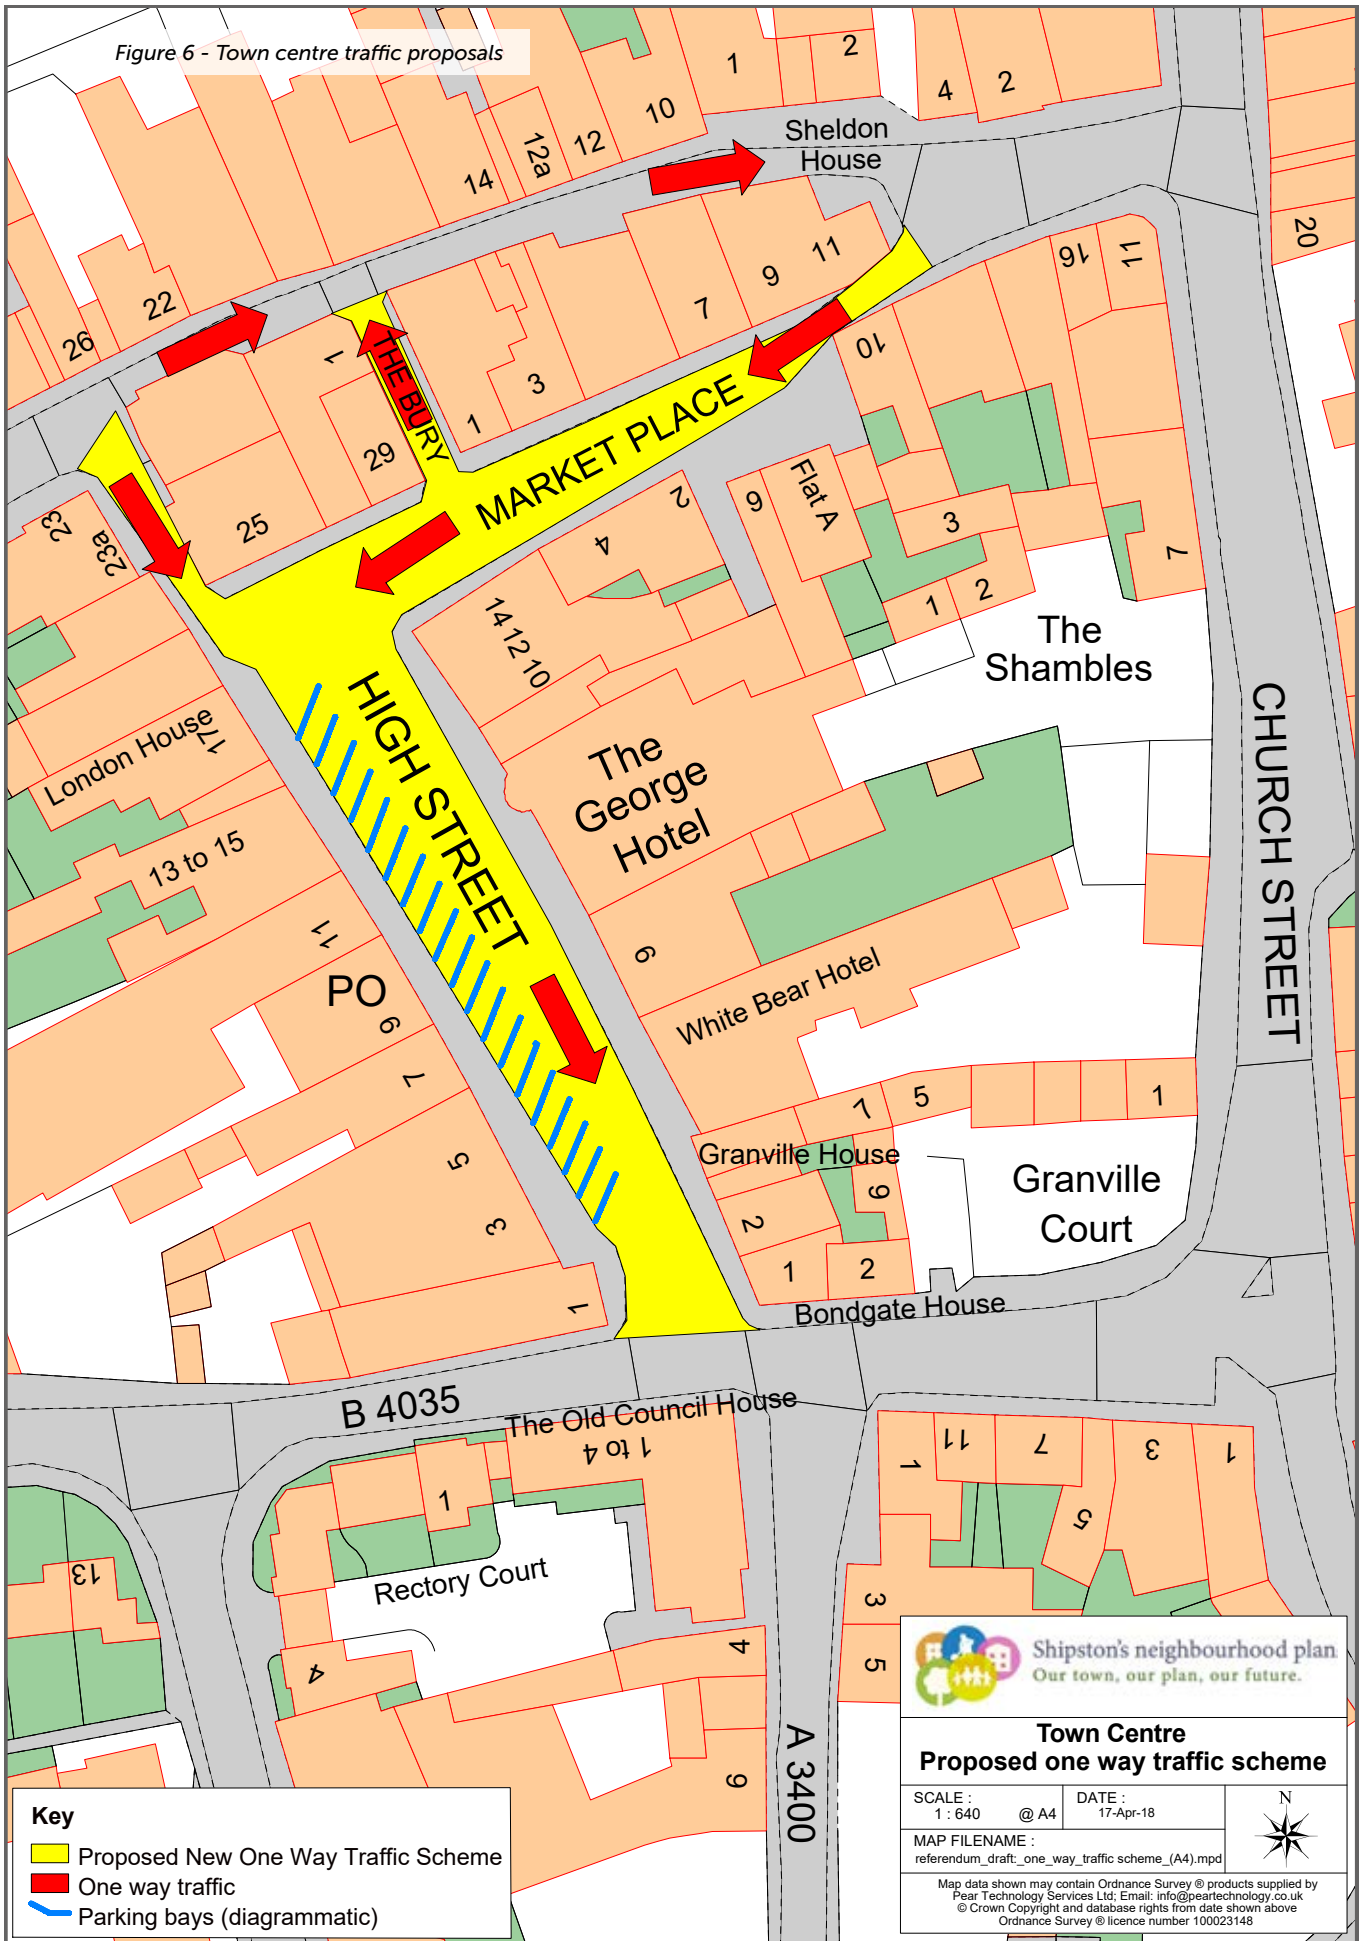 Figure 6 - Town centre traffic proposals
1
2
4
2
10
12
12a
14
Sheldon
House
20
22
26
16
11
11
9
7
10
1
THE BURY
3
1
29
MARKET PLACE
25
23
23a
2
4
6
Flat A
3
7
2
1
14 12 10
The
Shambles
HIGH STREET
London House
17
CHURCH STREET
The
George
Hotel
13 to 15
11
PO
9
6
White Bear Hotel
7
7
5
1
Granville House
5
3
9
2
Granville
Court
1
2
1
Bondgate House
B 4035
The Old Council House
1 to 4
1
11
7
3
1
5
1
13
Rectory Court
3
4
4
5
6
A 3400
Shipston's neighbourhood plan
Our town, our plan, our future.
Town Centre
Proposed one way traffic scheme
SCALE :
1 : 640 @ A4
DATE :
17-Apr-18
N
MAP FILENAME :
referendum_draft:_one_way_traffic scheme_(A4).mpd
Map data shown may contain Ordnance Survey ® products supplied by
Pear Technology Services Ltd; Email: info@peartechnology.co.uk
© Crown Copyright and database rights from date shown above
Ordnance Survey ® licence number 100023148
Key
Proposed New One Way Traffic Scheme
One way traffic
Parking bays (diagrammatic)